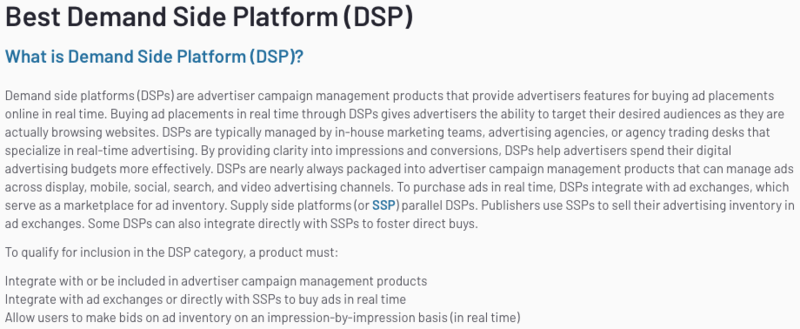 Best Demand Side Platform (DSP)
What is Demand Side Platform (DSP)?
Demand side platforms (DSPs) are advertiser campaign management products that provide advertisers features for buying ad placements
online in real time. Buying ad placements in real time through DSPs gives advertisers the ability to target their desired audiences as they are
actually browsing websites. DSPs are typically managed by in-house marketing teams, advertising agencies, or agency trading desks that
specialize in real-time advertising. By providing clarity into impressions and conversions, DSPs help advertisers spend their digital
advertising budgets more effectively. DSPs are nearly always packaged into advertiser campaign management products that can manage ads
across display, mobile, social, search, and video advertising channels. To purchase ads in real time, DSPs integrate with ad exchanges, which
serve as a marketplace for ad inventory. Supply side platforms (or SSP) parallel DSPs. Publishers use SSPs to sell their advertising inventory in
ad exchanges. Some DSPs can also integrate directly with SSPs to foster direct buys.
To qualify for inclusion in the DSP category, a product must:
Integrate with or be included in advertiser campaign management products
Integrate with ad exchanges or directly with SSPs to buy ads in real time
Allow users to make bids on ad inventory on an impression-by-impression basis (in real time)